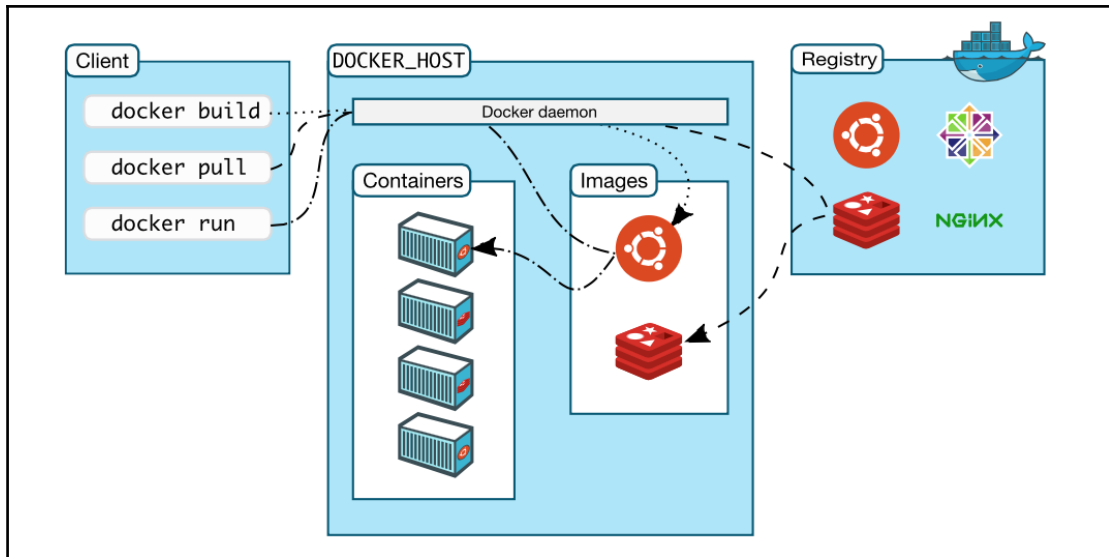 Client
docker build
docker pull
docker run
DOCKER_HOST
Docker daemon
Containers
Images
Registry
NGiNX